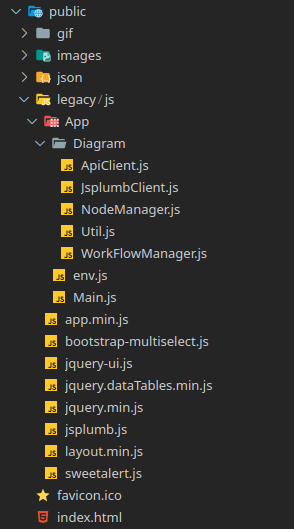 public
gif
images
json
legacy/js
App
Diagram
ApiClient.js
JsplumbClient.js
NodeManager.js
Util.js
WorkFlowManager.js
env.js
Main.js
app.min.js
bootstrap-multiselect.js
jquery-ui.js
jquery.dataTables.min.js
jquery.min.js
jsplumb.js
layout.min.js
sweetalert.js
favicon.ico
index.html